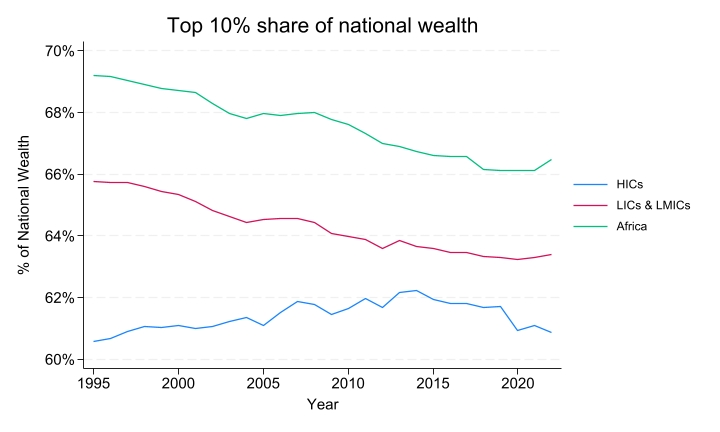 Top 10% share of national wealth
% of National Wealth
70%
68%
66%
64%
62%
60%
1995
2000
2005
2010
2015
2020
Year
HICs
LICs & LMICs
Africa